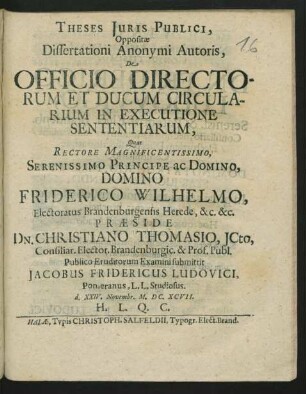 THESES JURIS PUBLICI,
16
Oppositæ
Dissertationi Anonymi Autoris,
De
OFFICIO DIRECTO-
RUM ET DUCUM CIRCULA-
RIUM IN EXECUTIONE
SENTENTIARUM,
Quas
RECTORE MAGNIFICENTISSIMO,
SERENISSIMO PRINCIPE ac DOMINO,
DOMINO
FRIDERICO WILHELMO,
Electoratus Brandenburgensis Herede, &c. &c.
PRÆSIDE
DN. CHRISTIANO THOMASIO, JCto,
Consiliar. Elector. Brandenburgic. & Prof. Publ.
Publico Eruditorum Examini submittit
JACOBUS FRIDERICUS LUDOVICI,
Pomeranus, L. L. Studiosus.
d. XXIV. Novembr. M. DC. XCVII.
H. L. Q. C.
HALÆ, Typis CHRISTOPH. SALFELDII, Typogr. Elect. Brand.